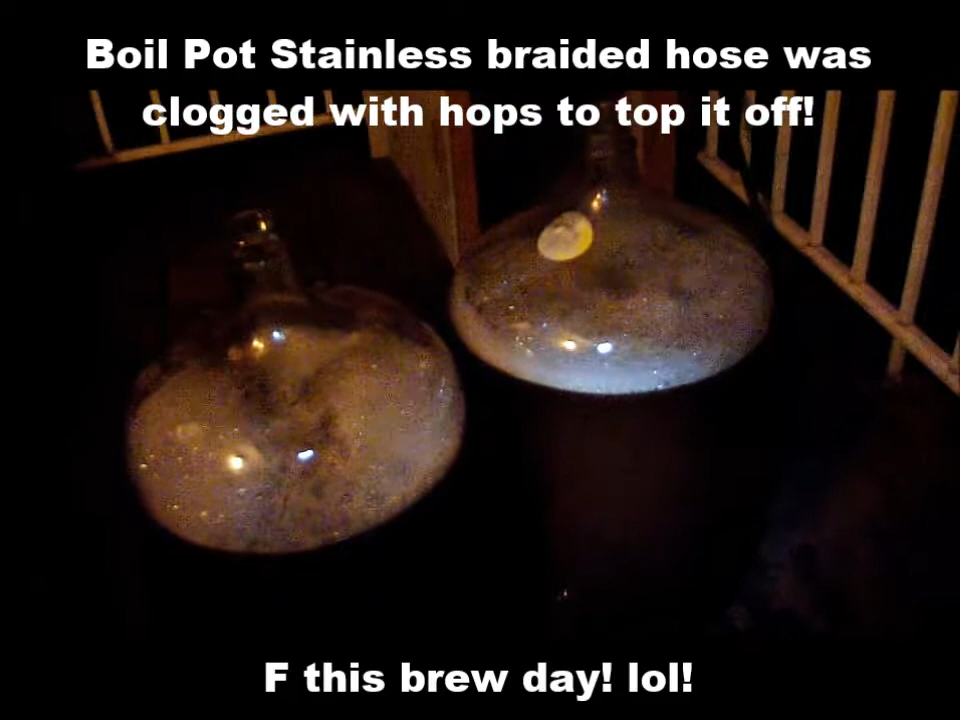 Boil Pot Stainless braided hose was
clogged with hops to top it off!
F this brew day! lol!